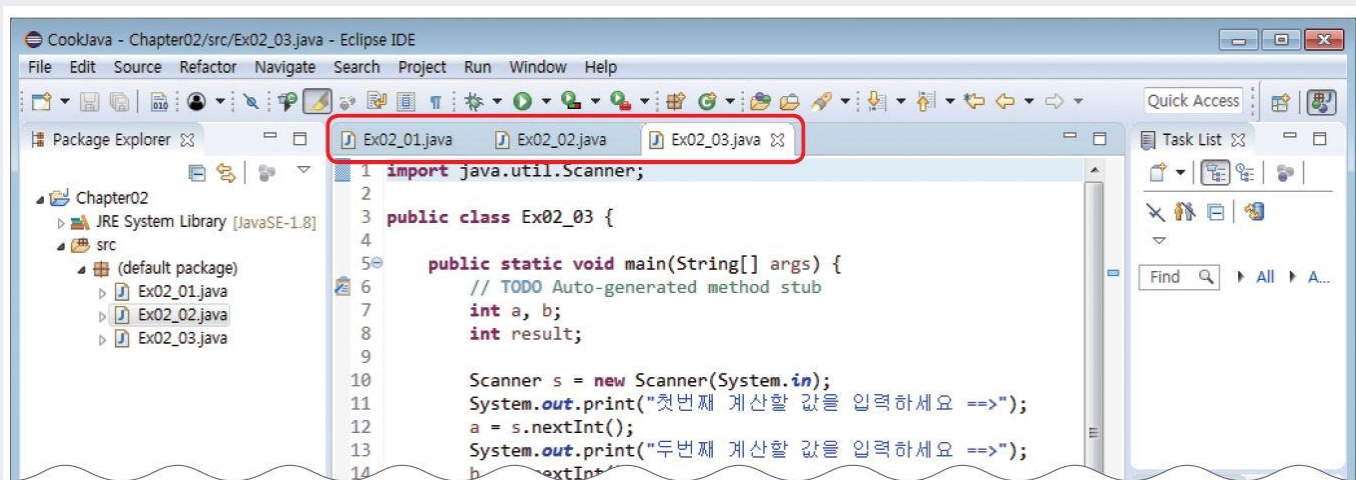 CookJava - Chapter02/src/Ex02_03.java - Eclipse IDE
File Edit Source Refactor Navigate Search Project Run Window Help
Quick Access
Package Explorer
Ex02_01.java Ex02_02.java Ex02_03.java
Task List
Chapter02
JRE System Library [JavaSE-1.8]
src
(default package)
Ex02_01.java
Ex02_02.java
Ex02_03.java
1 import java.util.Scanner;
2
3 public class Ex02_03 {
4
5 public static void main(String[] args) {
6 // TODO Auto-generated method stub
7 int a, b;
8 int result;
9
10 Scanner s = new Scanner(System.in);
11 System.out.print("첫번째 계산할 값을 입력하세요 ==>");
12 a = s.nextInt();
13 System.out.print("두번째 계산할 값을 입력하세요 ==>");
14
Find All A...